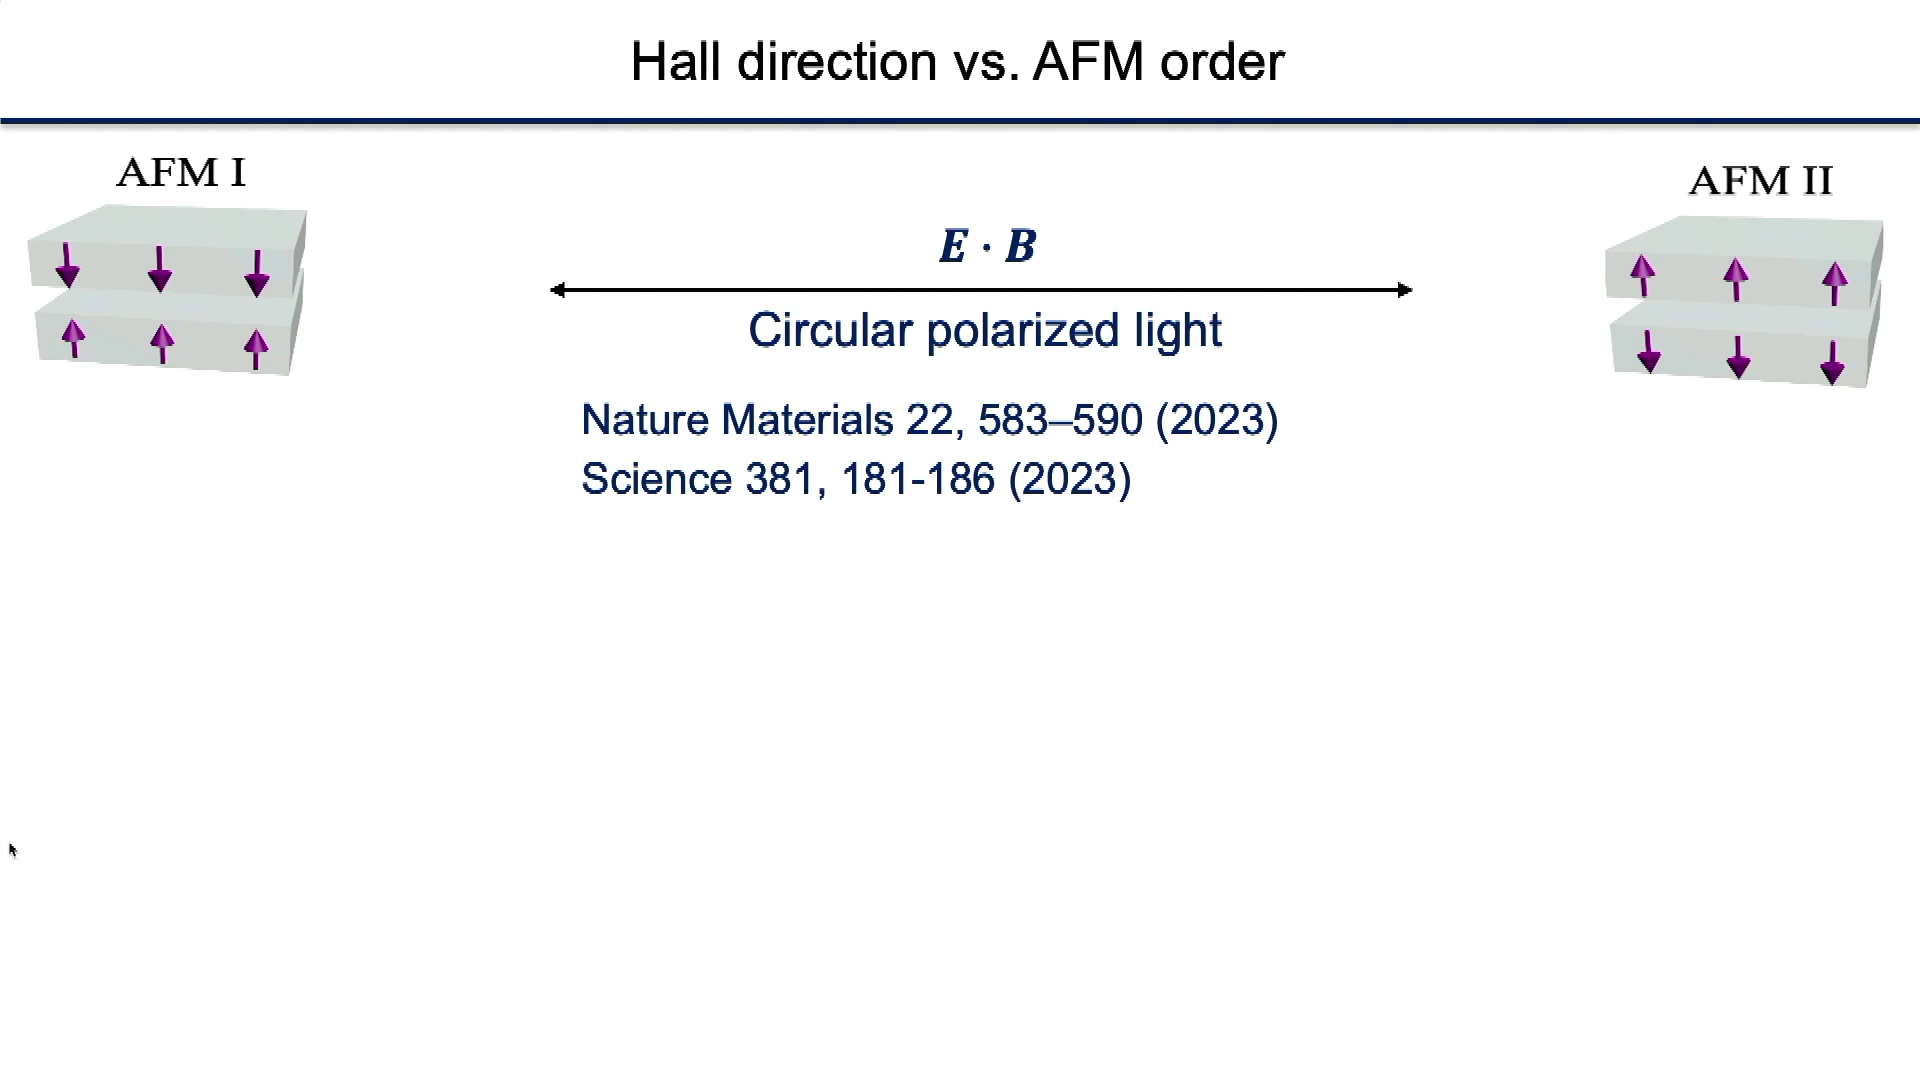 Hall direction vs. AFM order
AFM I
AFM II
E · B
Circular polarized light
Nature Materials 22, 583–590 (2023)
Science 381, 181-186 (2023)